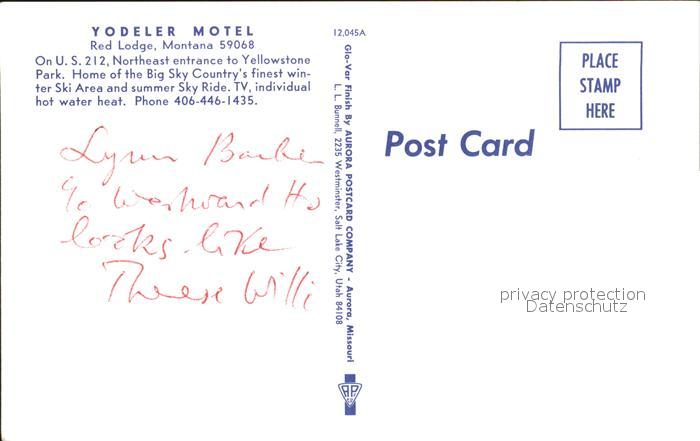 YODELER MOTEL
Red Lodge, Montana 59068
On U. S. 212, Northeast entrance to Yellowstone
Park. Home of the Big Sky Country's finest win-
ter Ski Area and summer Sky Ride. TV, individual
hot water heat. Phone 406-446-1435.
Lynn
% Westward Ho
looks like
Therese Willi
12,045A
Glo-Var Finish By AURORA POSTCARD COMPANY - Aurora, Missouri
L. L. Bunnell, 2235 Westminster, Salt Lake City, Utah 84108
Post Card
PLACE
STAMP
HERE
privacy protection
Datenschutz